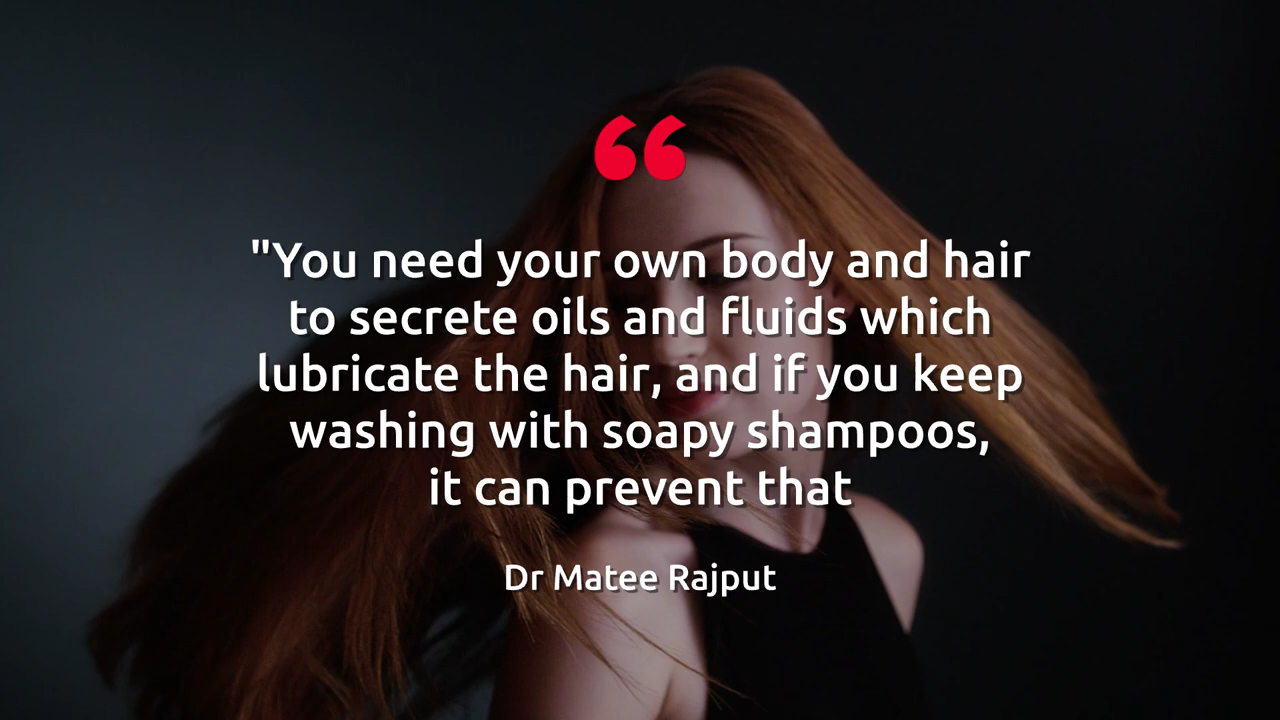 “
"You need your own body and hair
to secrete oils and fluids which
lubricate the hair, and if you keep
washing with soapy shampoos,
it can prevent that
Dr Matee Rajput